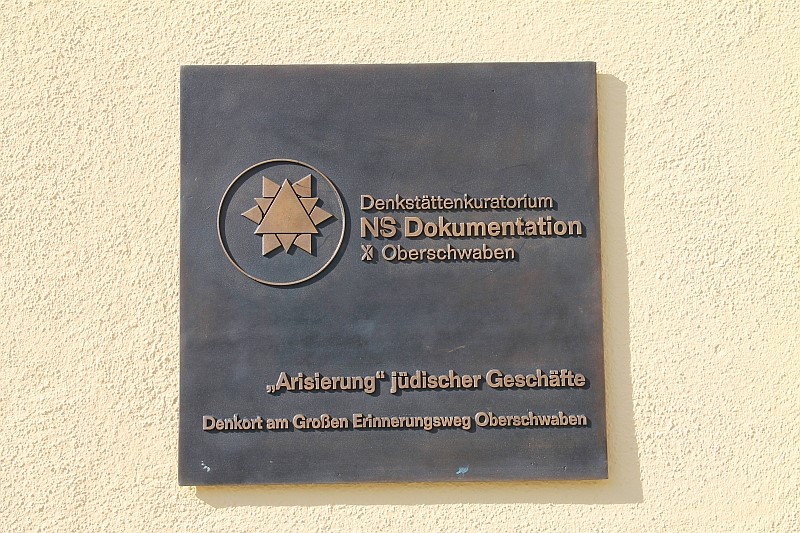 Denkstättenkuratorium
NS Dokumentation
Oberschwaben
„Arisierung“ jüdischer Geschäfte
Denkort am Großen Erinnerungsweg Oberschwaben